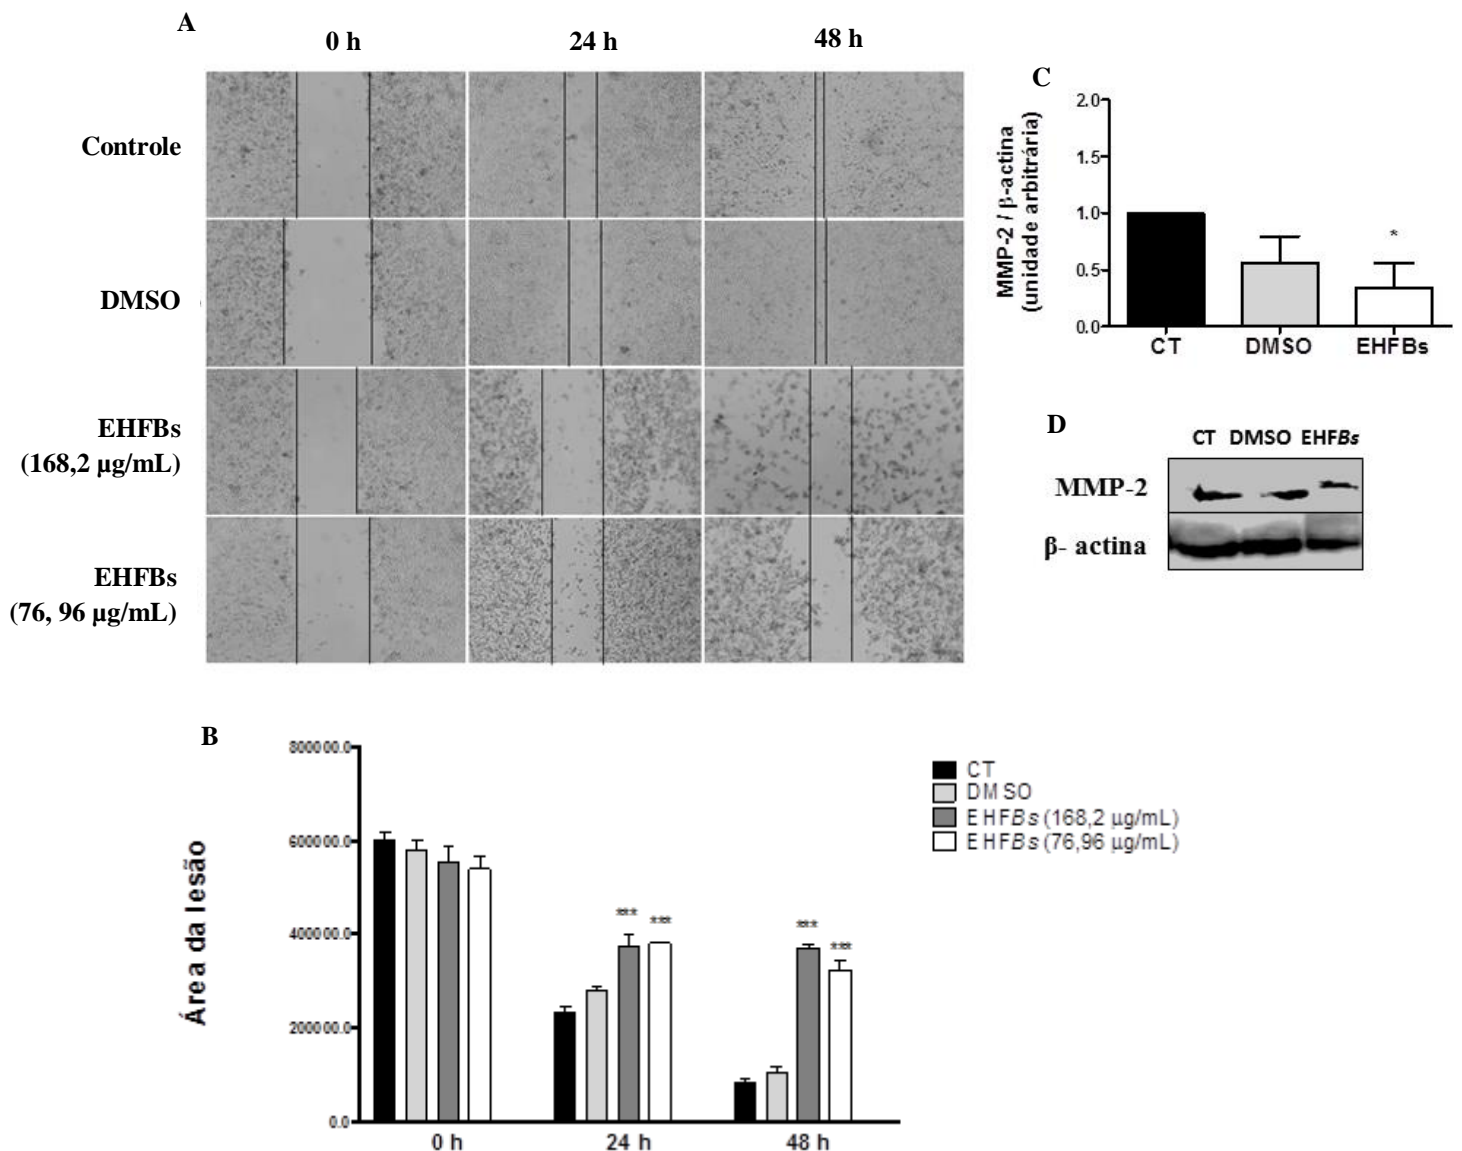 A
0 h
24 h
48 h
Controle
DMSO
EHFBs
(168,2 µg/mL)
EHFBs
(76, 96 µg/mL)
C
MMP-2 / β-actina
(unidade arbitrária)
2.0
1.5
1.0
0.5
0.0
*
CT
DMSO
EHFBs
D
CT DMSO EHFBs
MMP-2
β- actina
B
Área da lesão
800000.0
600000.0
400000.0
200000.0
0.0
***
***
***
***
0 h
24 h
48 h
CT
DMSO
EHFBs (168,2 µg/mL)
EHFBs (76,96 µg/mL)